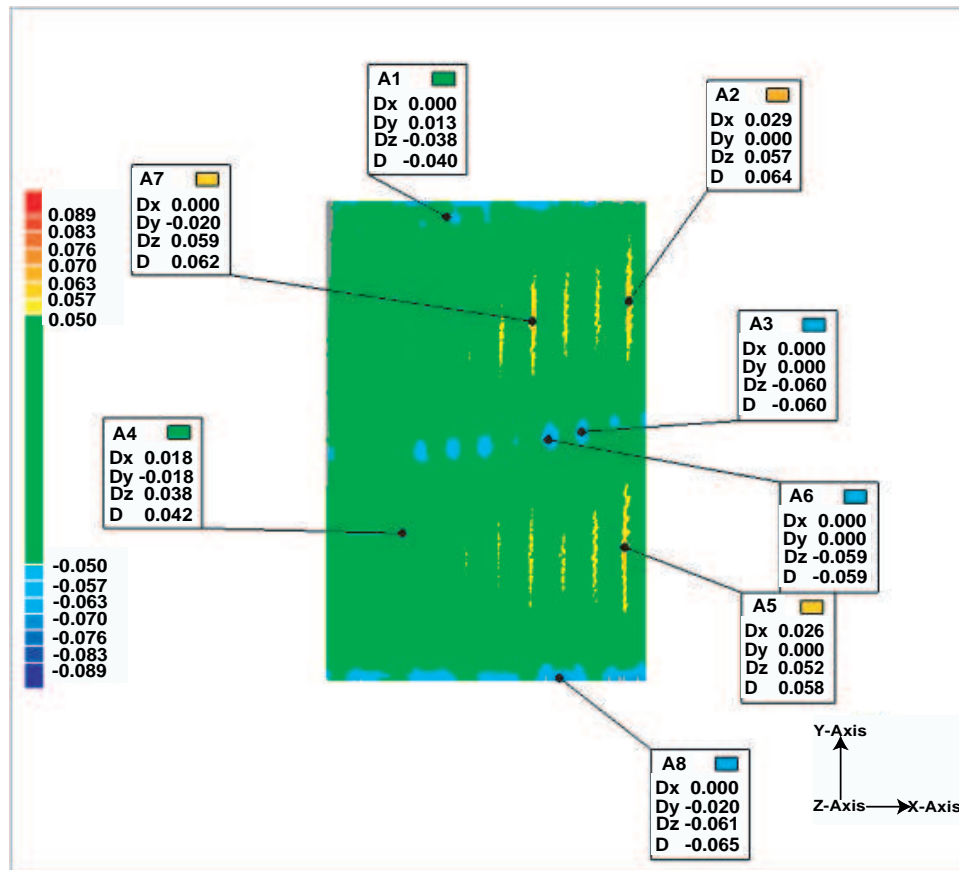 A1
Dx 0.000
Dy 0.013
Dz -0.038
D -0.040
A2
Dx 0.029
Dy 0.000
Dz 0.057
D 0.064
A7
Dx 0.000
Dy -0.020
Dz 0.059
D 0.062
0.089
0.083
0.076
0.070
0.063
0.057
0.050
A3
Dx 0.000
Dy 0.000
Dz -0.060
D -0.060
A4
Dx 0.018
Dy -0.018
Dz 0.038
D 0.042
A6
Dx 0.000
Dy 0.000
Dz -0.059
D -0.059
-0.050
-0.057
-0.063
-0.070
-0.076
-0.083
-0.089
A5
Dx 0.026
Dy 0.000
Dz 0.052
D 0.058
A8
Dx 0.000
Dy -0.020
Dz -0.061
D -0.065
Y-Axis
Z-Axis X-Axis